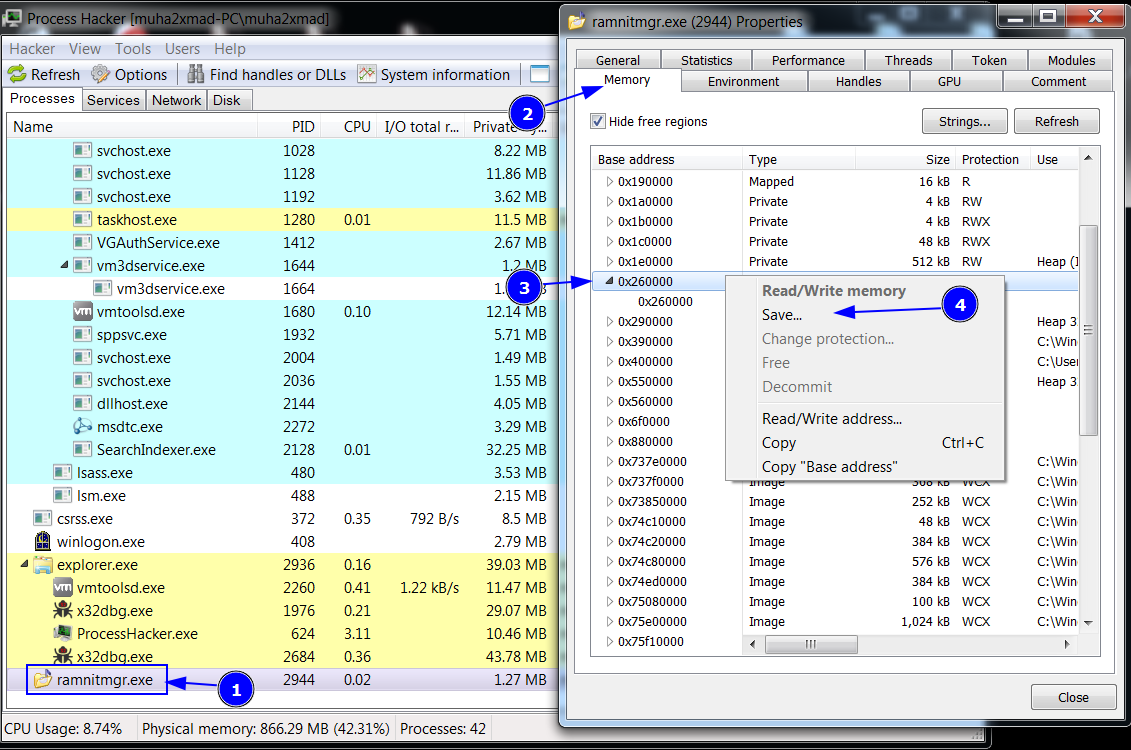 Process Hacker [muha2xmad-PC\muha2xmad]
Hacker View Tools Users Help
Refresh Options Find handles or DLLs System information
Processes Services Network Disk
Name PID CPU I/O total r... Private
svchost.exe 1028 8.22 MB
svchost.exe 1128 11.86 MB
svchost.exe 1192 3.62 MB
taskhost.exe 1280 0.01 11.5 MB
VGAuthService.exe 1412 2.67 MB
vm3dservice.exe 1644 1.2 MB
vm3dservice.exe 1664 MB
vmtoolsd.exe 1680 0.10 12.14 MB
sppsvc.exe 1932 5.71 MB
svchost.exe 2004 1.49 MB
svchost.exe 2036 1.55 MB
dllhost.exe 2144 4.05 MB
msdtc.exe 2272 3.29 MB
SearchIndexer.exe 2128 0.01 32.25 MB
lsass.exe 480 3.53 MB
lsm.exe 488 2.15 MB
csrss.exe 372 0.35 792 B/s 8.5 MB
winlogon.exe 408 2.79 MB
explorer.exe 2936 0.16 39.03 MB
vmtoolsd.exe 2260 0.41 1.22 kB/s 11.47 MB
x32dbg.exe 1976 0.21 29.07 MB
ProcessHacker.exe 624 3.11 10.46 MB
x32dbg.exe 2684 0.36 43.78 MB
ramnitmgr.exe 2944 0.02 1.27 MB
1
CPU Usage: 8.74% Physical memory: 866.29 MB (42.31%) Processes: 42
ramnitmgr.exe (2944) Properties
General Statistics Performance Threads Token Modules
Memory Environment Handles GPU Comment
2
Hide free regions Strings... Refresh
Base address Type Size Protection Use
0x190000 Mapped 16 kB R
0x1a0000 Private 4 kB RW
0x1b0000 Private 4 kB RWX
0x1c0000 Private 48 kB RWX
0x1e0000 Private 512 kB RW Heap (
3
0x260000
0x260000
0x290000 Heap 3
0x390000 C:\Win
0x400000 C:\User
0x550000 Heap 3
0x560000
0x6f0000
0x880000
0x737e0000 C:\Win
0x737f0000 Image 368 kB WCX C:\Win
0x73850000 Image 252 kB WCX C:\Win
0x74c10000 Image 48 kB WCX C:\Win
0x74c20000 Image 384 kB WCX C:\Win
0x74c80000 Image 576 kB WCX C:\Win
0x74ed0000 Image 384 kB WCX C:\Win
0x75080000 Image 100 kB WCX C:\Win
0x75e00000 Image 1,024 kB WCX C:\Win
0x75f10000
Read/Write memory
Save...
4
Change protection...
Free
Decommit
Read/Write address...
Copy Ctrl+C
Copy "Base address"
Close